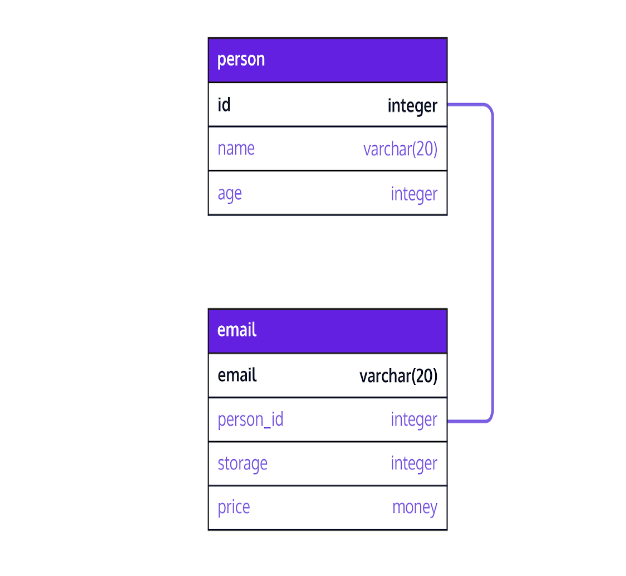 person
id integer
name varchar(20)
age integer
email
email varchar(20)
person_id integer
storage integer
price money